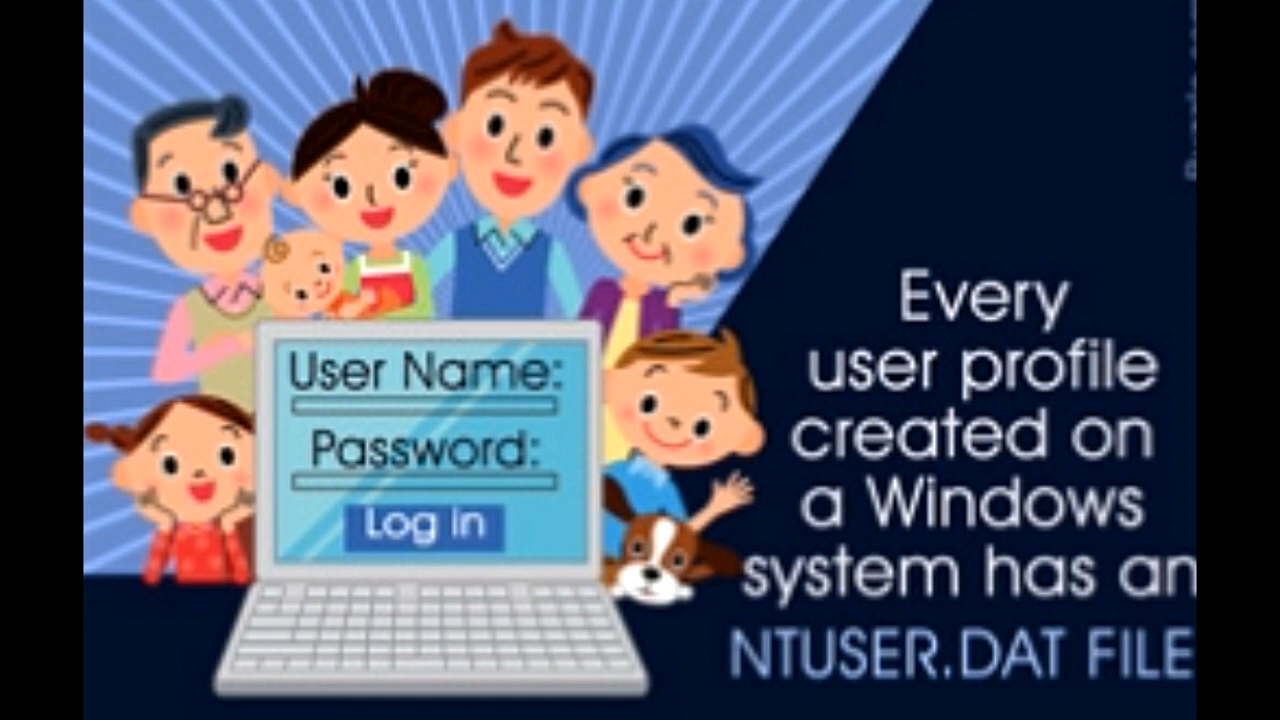 User Name:
Password:
Log in
Every
user profile
created on
a Windows
system has an
NTUSER.DAT FILE